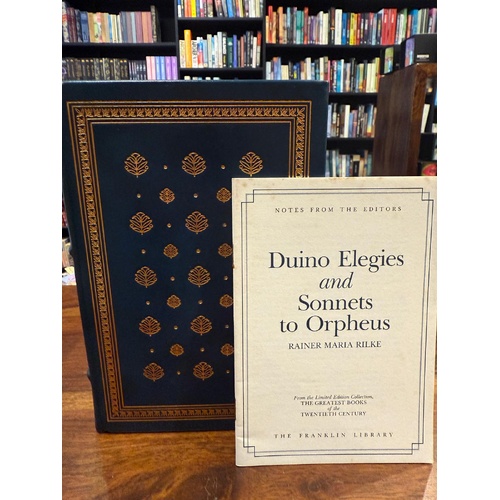 NOTES FROM THE EDITORS
Duino Elegies
and
Sonnets
to Orpheus
RAINER MARIA RILKE
From the Limited Edition Collection,
THE GREATEST BOOKS
of the
TWENTIETH CENTURY
THE FRANKLIN LIBRARY